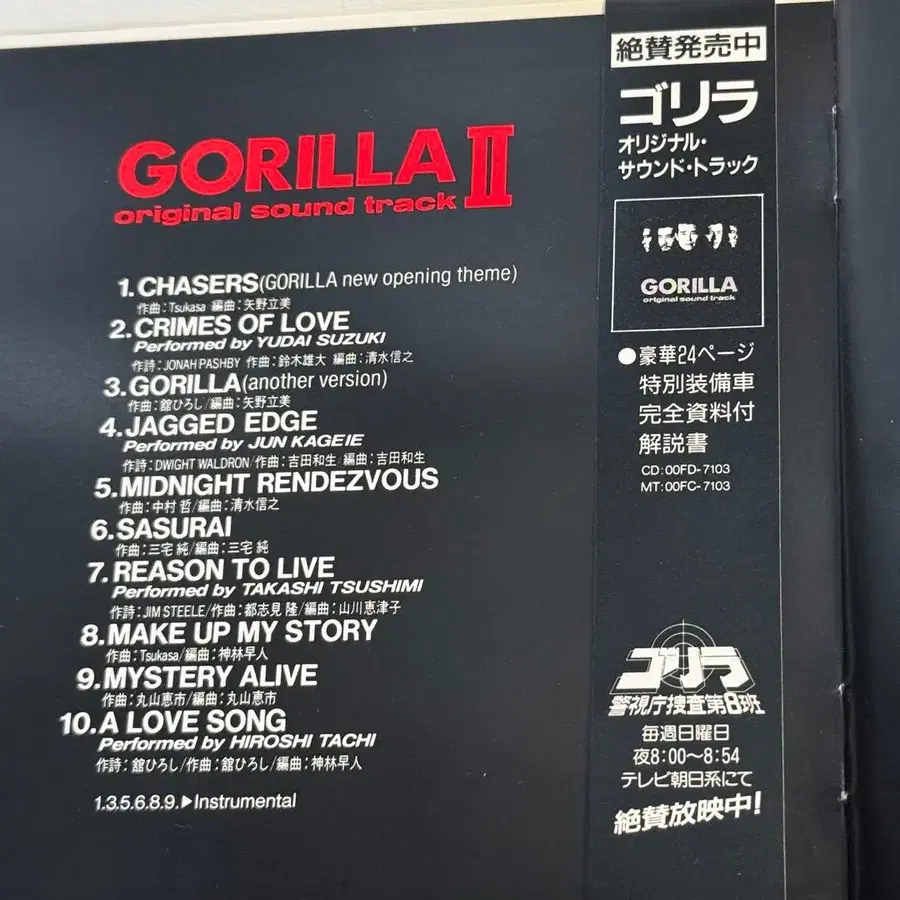 GORILLA II
original sound track
1. CHASERS(GORILLA new opening theme)
作曲:Tsukasa 編曲:矢野立美
2. CRIMES OF LOVE
Performed by YUDAI SUZUKI
作詩:JONAH PASHBY 作曲:鈴木雄大 編曲:清水信之
3. GORILLA(another version)
作曲:舘ひろし/編曲:矢野立美
4. JAGGED EDGE
Performed by JUN KAGEIE
作詩:DWIGHT WALDRON/作曲:吉田和生/編曲:吉田和生
5. MIDNIGHT RENDEZVOUS
作曲:中村 哲/編曲:清水信之
6. SASURAI
作曲:三宅 純/編曲:三宅 純
7. REASON TO LIVE
Performed by TAKASHI TSUSHIMI
作詩:JIM STEELE/作曲:都志見 隆/編曲:山川恵津子
8. MAKE UP MY STORY
作曲:Tsukasa/編曲:神林早人
9. MYSTERY ALIVE
作曲:丸山恵市/編曲:丸山恵市
10. A LOVE SONG
Performed by HIROSHI TACHI
作詩:舘ひろし/作曲:舘ひろし/編曲:神林早人
1.3.5.6.8.9.▶Instrumental
絶賛発売中
ゴリラ
オリジナル・
サウンド・トラック
GORILLA
original sound track
●豪華24ページ
特別装備車
完全資料付
解説書
CD:00FD-7103
MT:00FC-7103
ゴリラ
警視庁捜査第8班
毎週日曜日
夜8:00〜8:54
テレビ朝日系にて
絶賛放映中!